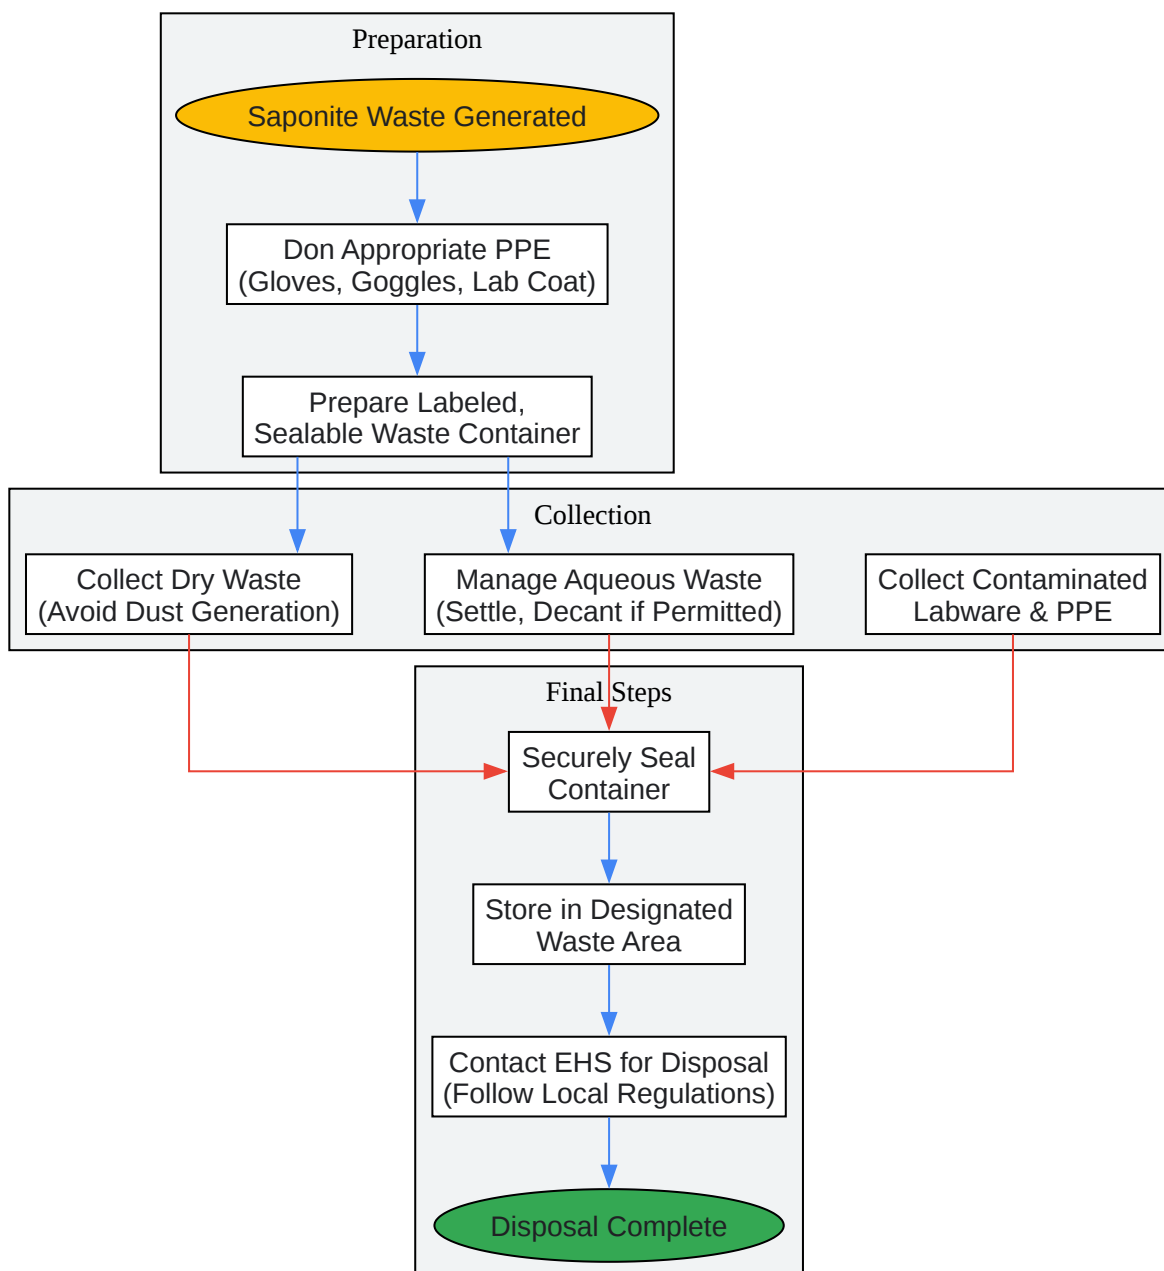 Preparation
Saponite Waste Generated
Don Appropriate PPE
(Gloves, Goggles, Lab Coat)
Prepare Labeled,
Sealable Waste Container
Collection
Collect Dry Waste
(Avoid Dust Generation)
Manage Aqueous Waste
(Settle, Decant if Permitted)
Collect Contaminated
Labware & PPE
Final Steps
Securely Seal
Container
Store in Designated
Waste Area
Contact EHS for Disposal
(Follow Local Regulations)
Disposal Complete